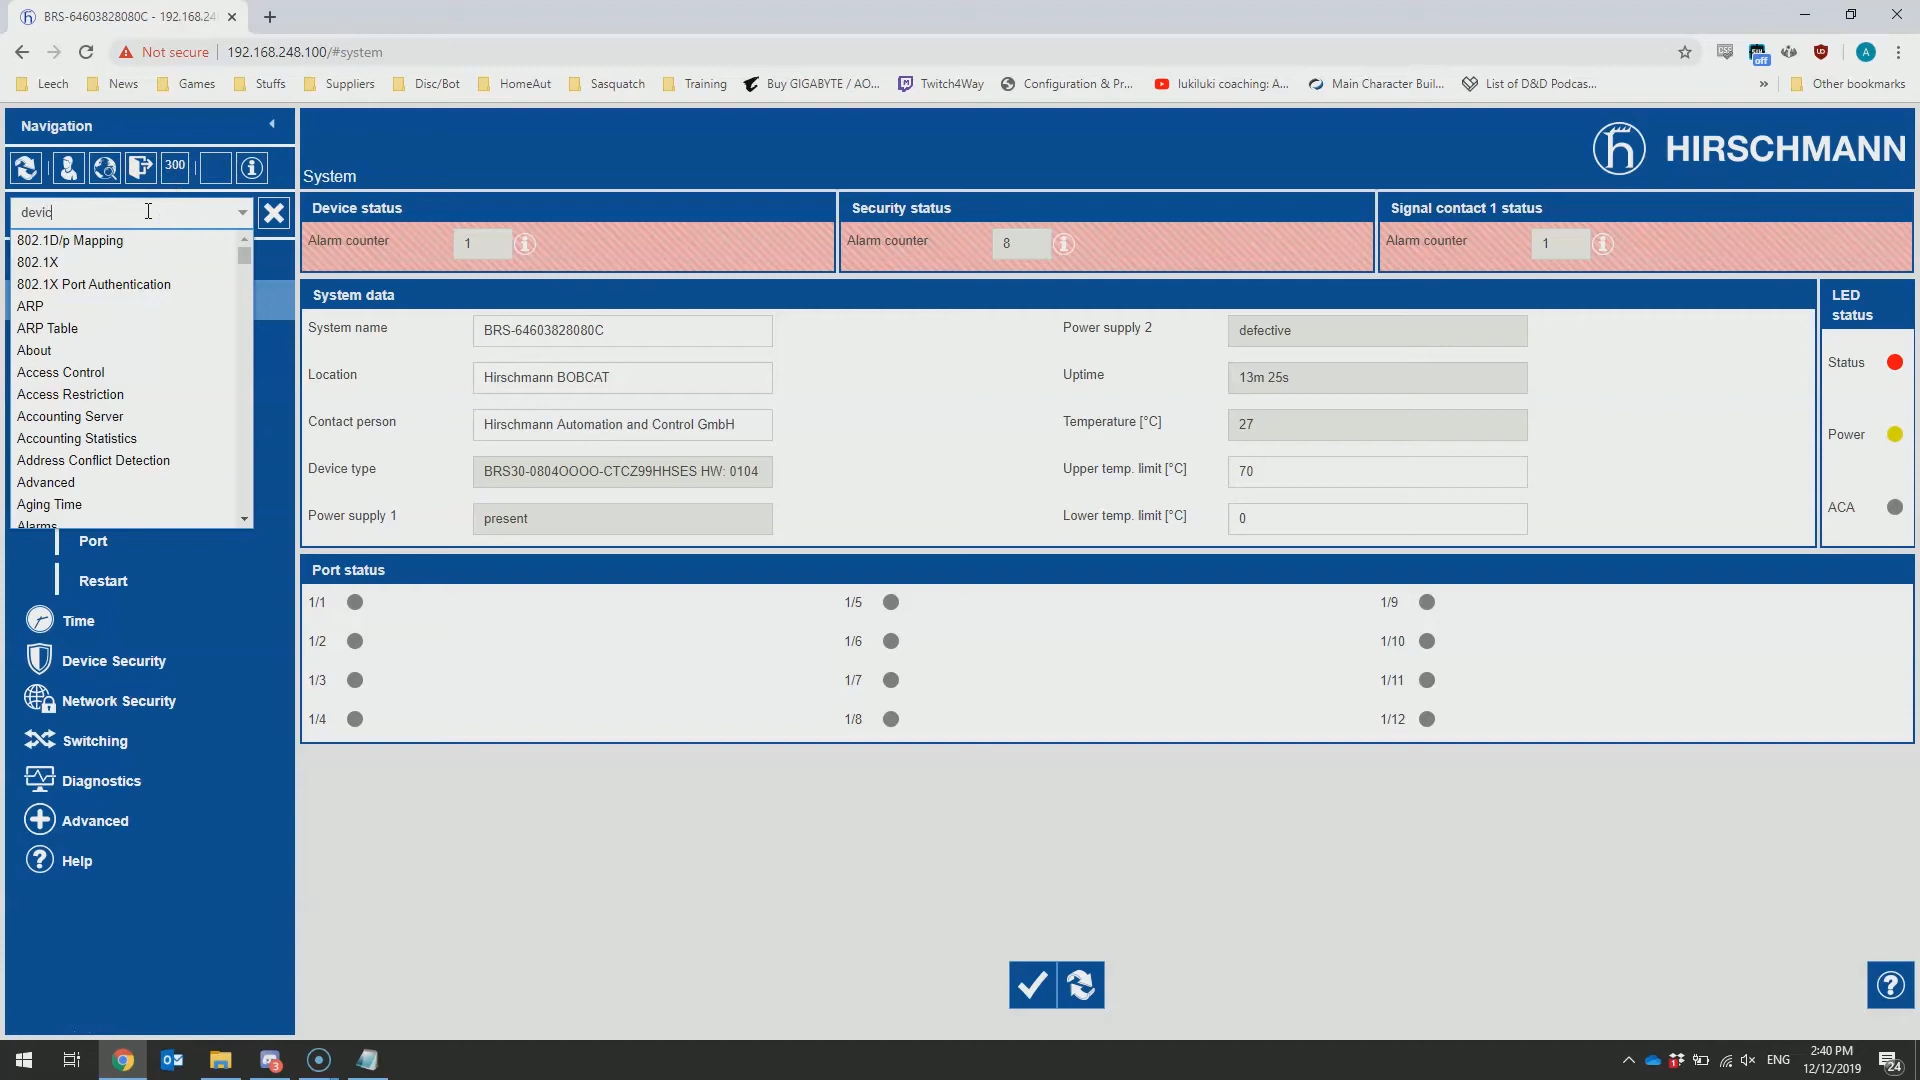 BRS-64603828080C - 192.168.24
Not secure 192.168.248.100/#system
Leech News Games Stuffs Suppliers Disc/Bot HomeAut Sasquatch Training Buy GIGABYTE / AO... Twitch4Way Configuration & Pr... lukiluki coaching: A... Main Character Buil... List of D&D Podcas... » Other bookmarks
off
A
Navigation
300
HIRSCHMANN
System
devic
802.1D/p Mapping
802.1X
802.1X Port Authentication
ARP
ARP Table
About
Access Control
Access Restriction
Accounting Server
Accounting Statistics
Address Conflict Detection
Advanced
Aging Time
Alarms
Port
Restart
Time
Device Security
Network Security
Switching
Diagnostics
Advanced
Help
Device status
Alarm counter 1
Security status
Alarm counter 8
Signal contact 1 status
Alarm counter 1
System data
System name BRS-64603828080C
Location Hirschmann BOBCAT
Contact person Hirschmann Automation and Control GmbH
Device type BRS30-0804OOOO-CTCZ99HHSES HW: 0104
Power supply 1 present
Power supply 2 defective
Uptime 13m 25s
Temperature [°C] 27
Upper temp. limit [°C] 70
Lower temp. limit [°C] 0
LED
status
Status
Power
ACA
Port status
1/1 1/5 1/9
1/2 1/6 1/10
1/3 1/7 1/11
1/4 1/8 1/12
ENG
2:40 PM
12/12/2019
24
3